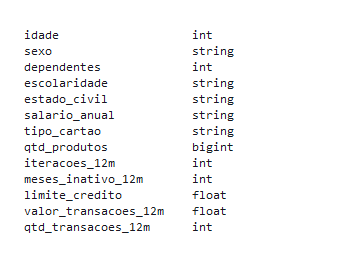 idade int
sexo string
dependentes int
escolaridade string
estado_civil string
salario_anual string
tipo_cartao string
qtd_produtos bigint
iteracoes_12m int
meses_inativo_12m int
limite_credito float
valor_transacoes_12m float
qtd_transacoes_12m int